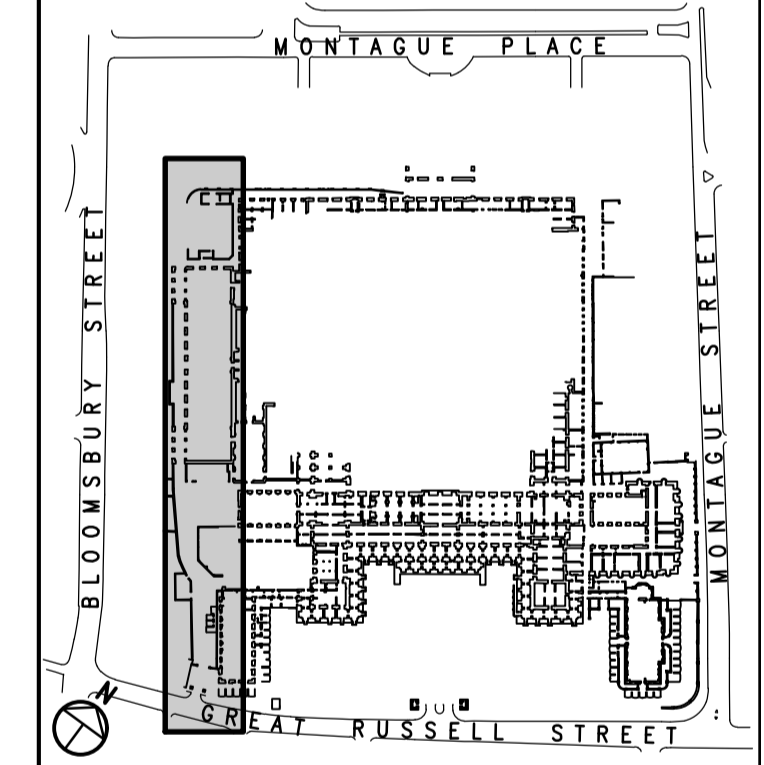 MONTAGUE PLACE
BLOOMSBURY STREET
MONTAGUE STREET
N
GREAT RUSSELL STREET